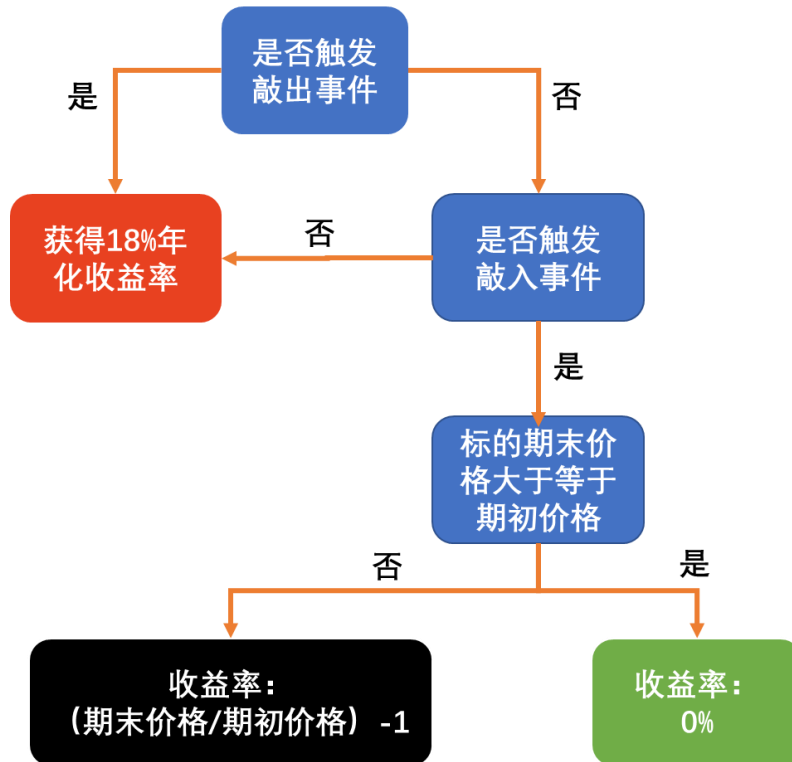 是否触发
敲出事件
是
否
获得18%年
化收益率
否
是否触发
敲入事件
是
标的期末价
格大于等于
期初价格
否
是
收益率：
（期末价格/期初价格）-1
收益率：
0%